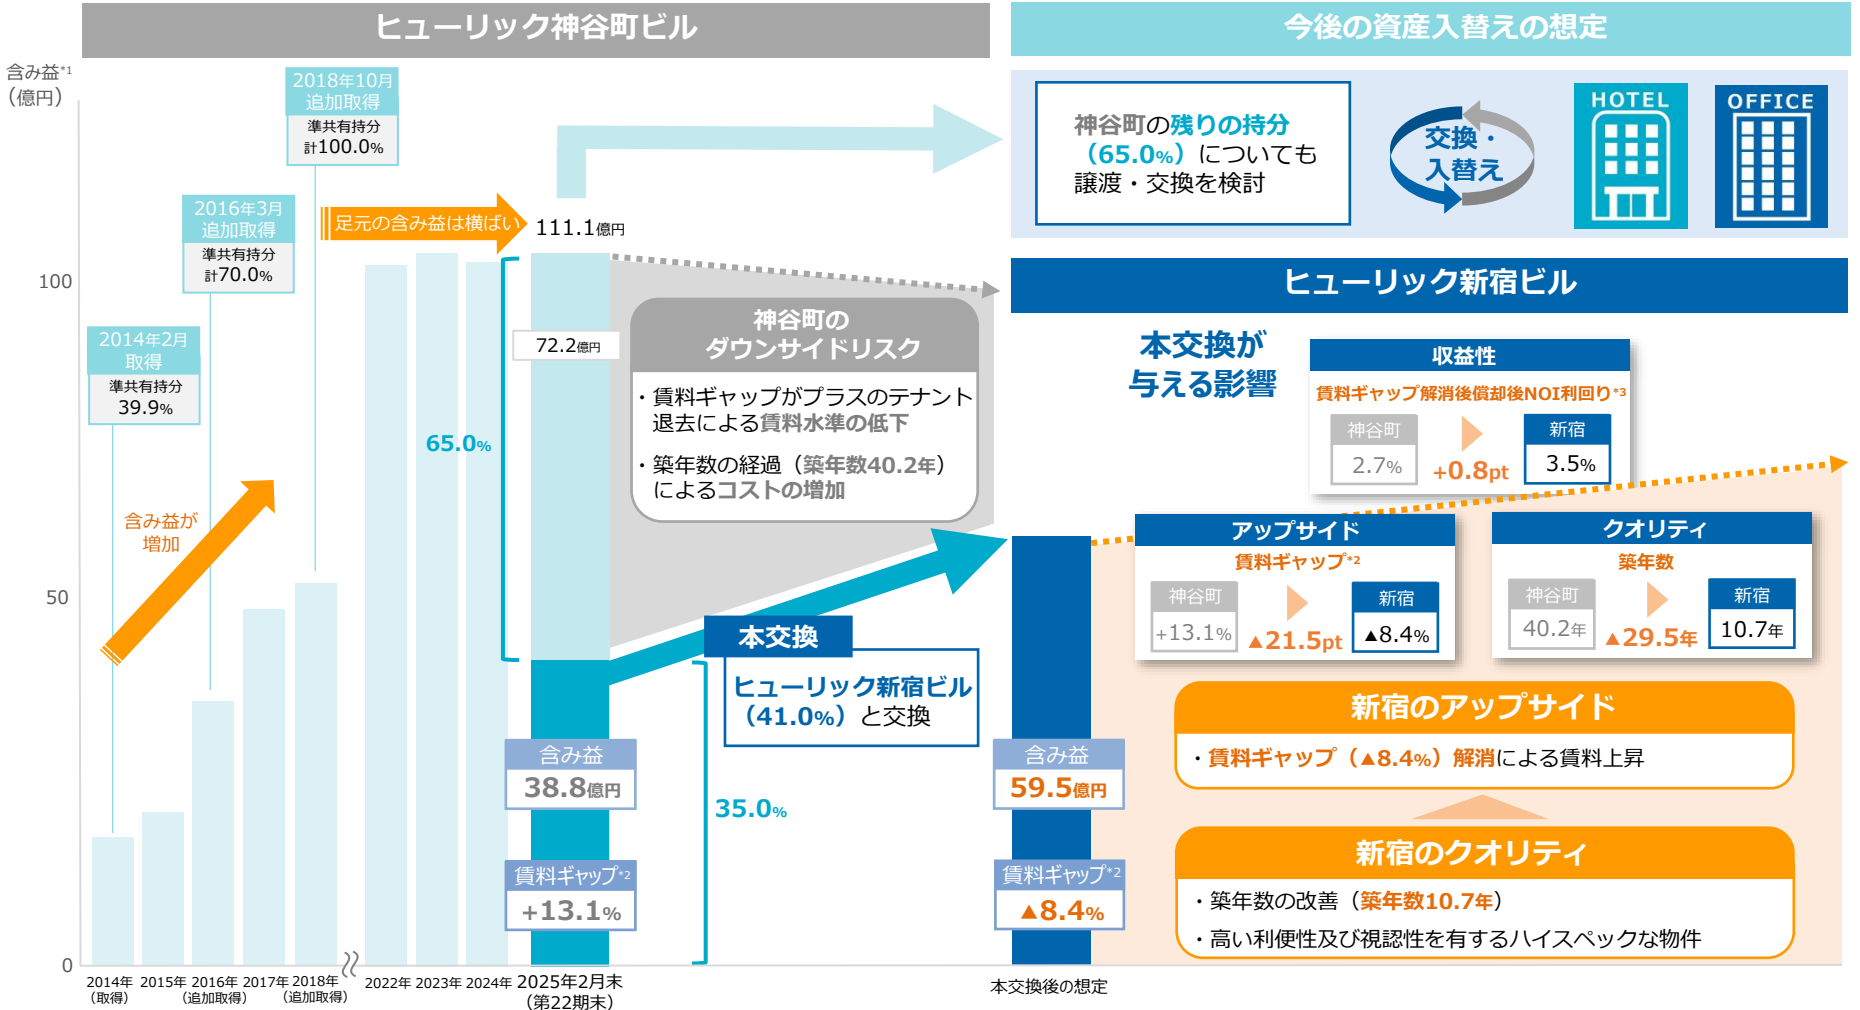 ヒューリック神谷町ビル
含み益*1
（億円）
100
50
0
2014年2月
取得
準共有持分
39.9%
2016年3月
追加取得
準共有持分
計70.0%
2018年10月
追加取得
準共有持分
計100.0%
含み益が
増加
足元の含み益は横ばい
111.1億円
72.2億円
65.0%
神谷町の
ダウンサイドリスク
・賃料ギャップがプラスのテナント
退去による賃料水準の低下
・築年数の経過（築年数40.2年）
によるコストの増加
本交換
ヒューリック新宿ビル
（41.0%）と交換
含み益
38.8億円
35.0%
賃料ギャップ*2
+13.1%
2014年
（取得）
2015年
2016年
（追加取得）
2017年
2018年
（追加取得）
2022年
2023年
2024年
2025年2月末
（第22期末）
今後の資産入替えの想定
神谷町の残りの持分
（65.0%）についても
譲渡・交換を検討
交換・
入替え
HOTEL
OFFICE
ヒューリック新宿ビル
本交換が
与える影響
収益性
賃料ギャップ解消後償却後NOI利回り*3
神谷町
2.7%
+0.8pt
新宿
3.5%
アップサイド
賃料ギャップ*2
神谷町
+13.1%
▲21.5pt
新宿
▲8.4%
クオリティ
築年数
神谷町
40.2年
▲29.5年
新宿
10.7年
含み益
59.5億円
賃料ギャップ*2
▲8.4%
本交換後の想定
新宿のアップサイド
・賃料ギャップ（▲8.4%）解消による賃料上昇
新宿のクオリティ
・築年数の改善（築年数10.7年）
・高い利便性及び視認性を有するハイスペックな物件